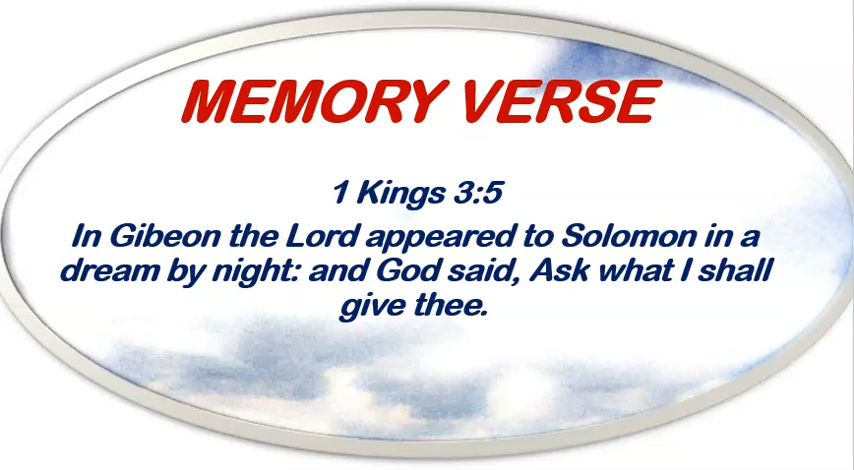 MEMORY VERSE
1 Kings 3:5
In Gibeon the Lord appeared to Solomon in a
dream by night: and God said, Ask what I shall
give thee.